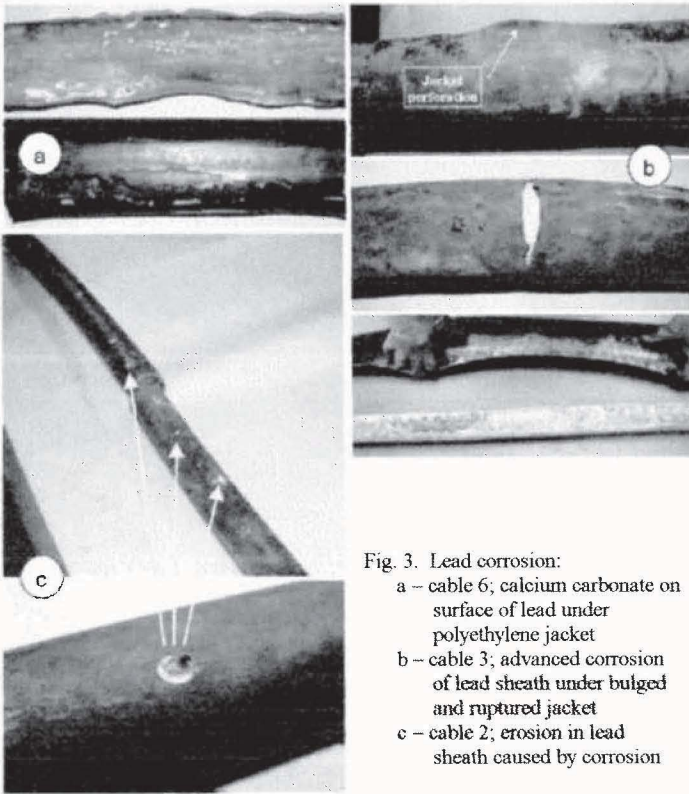 a
Jacket
perforation
b
c
Fig. 3. Lead corrosion:
a – cable 6; calcium carbonate on
surface of lead under
polyethylene jacket
b – cable 3; advanced corrosion
of lead sheath under bulged
and ruptured jacket
c – cable 2; erosion in lead
sheath caused by corrosion